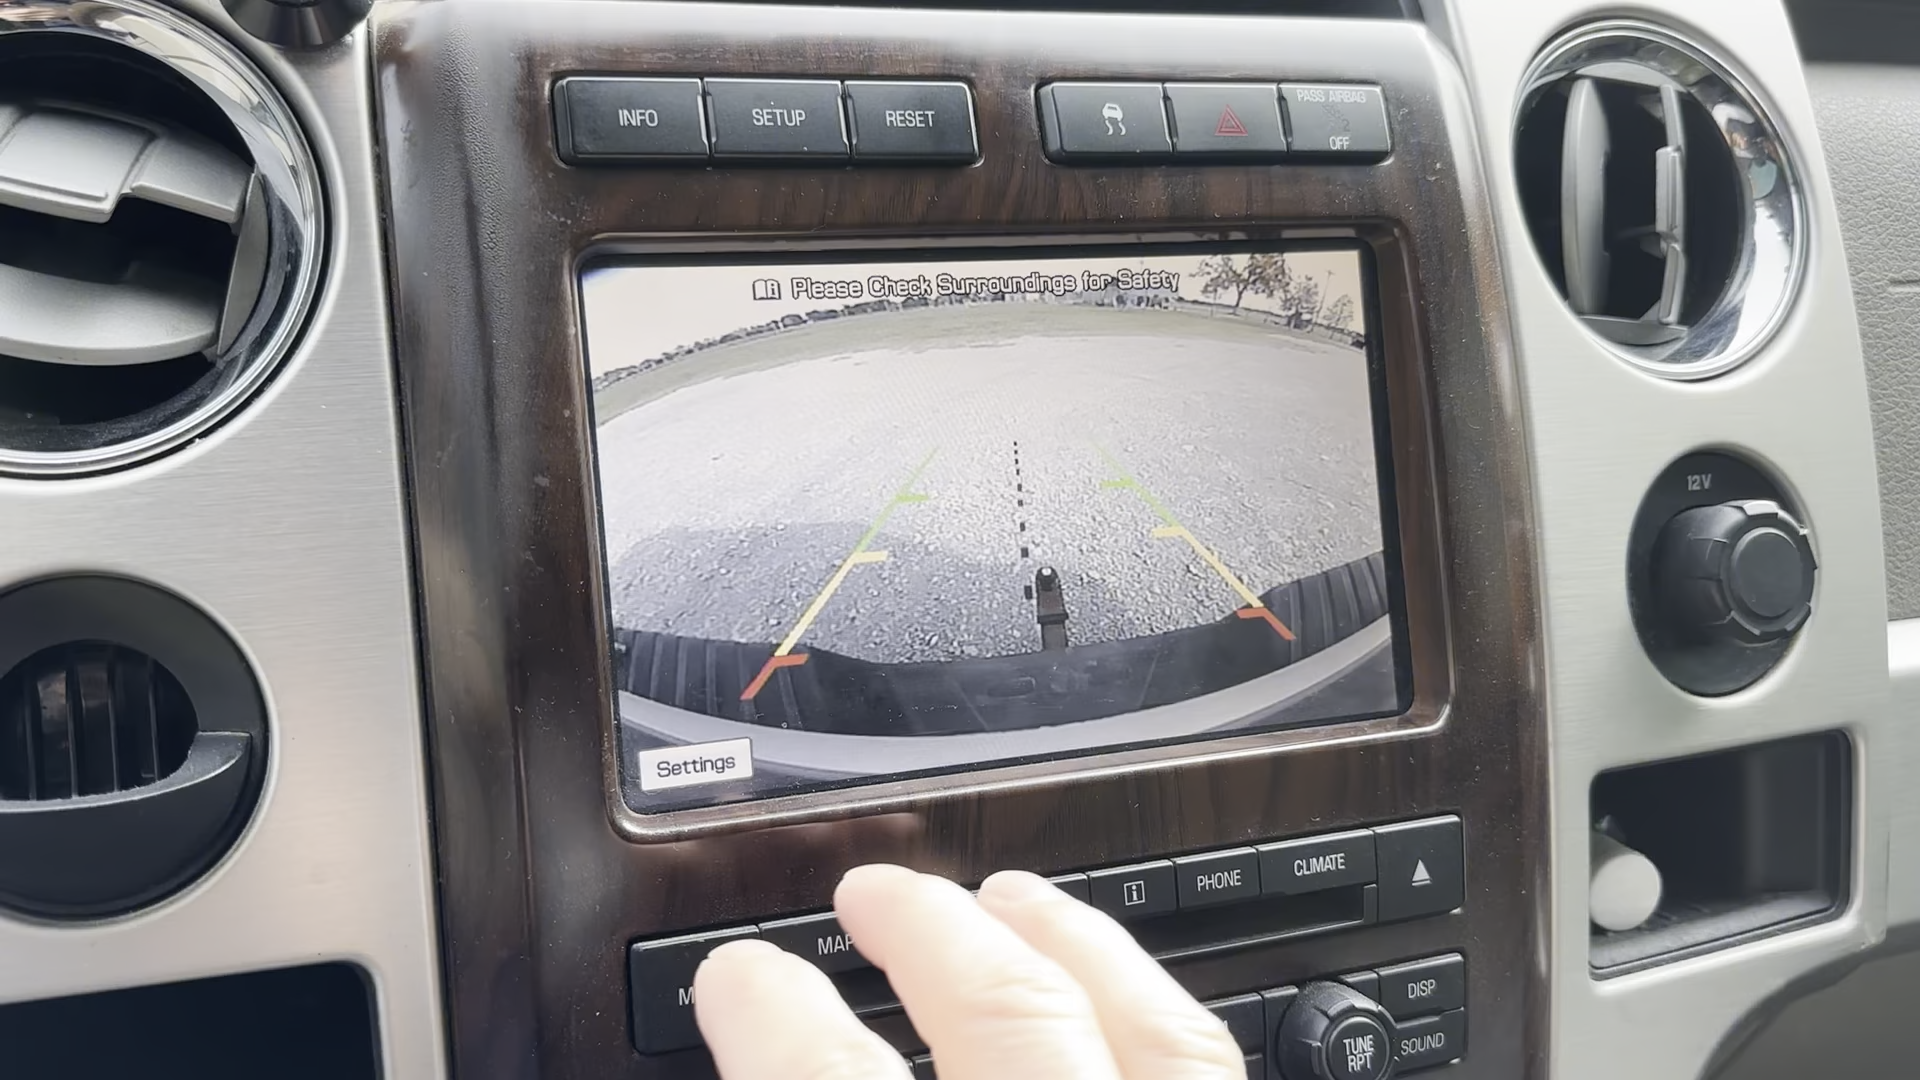 INFO
SETUP
RESET
PASS AIRBAG
OFF
Please Check Surroundings for Safety
12V
Settings
MAP
i
PHONE
CLIMATE
DISP
TUNE
RPT
SOUND